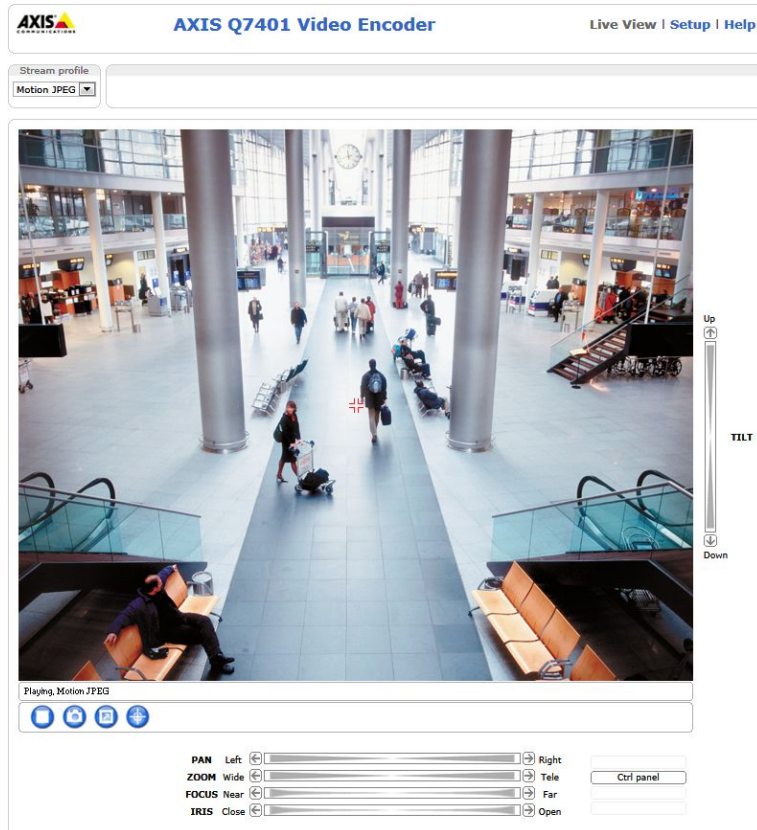 AXIS
COMMUNICATIONS
AXIS Q7401 Video Encoder
Live View | Setup | Help
Stream profile
Motion JPEG
Up
TILT
Down
Playing, Motion JPEG
PAN Left Right
ZOOM Wide Tele
Ctrl panel
FOCUS Near Far
IRIS Close Open